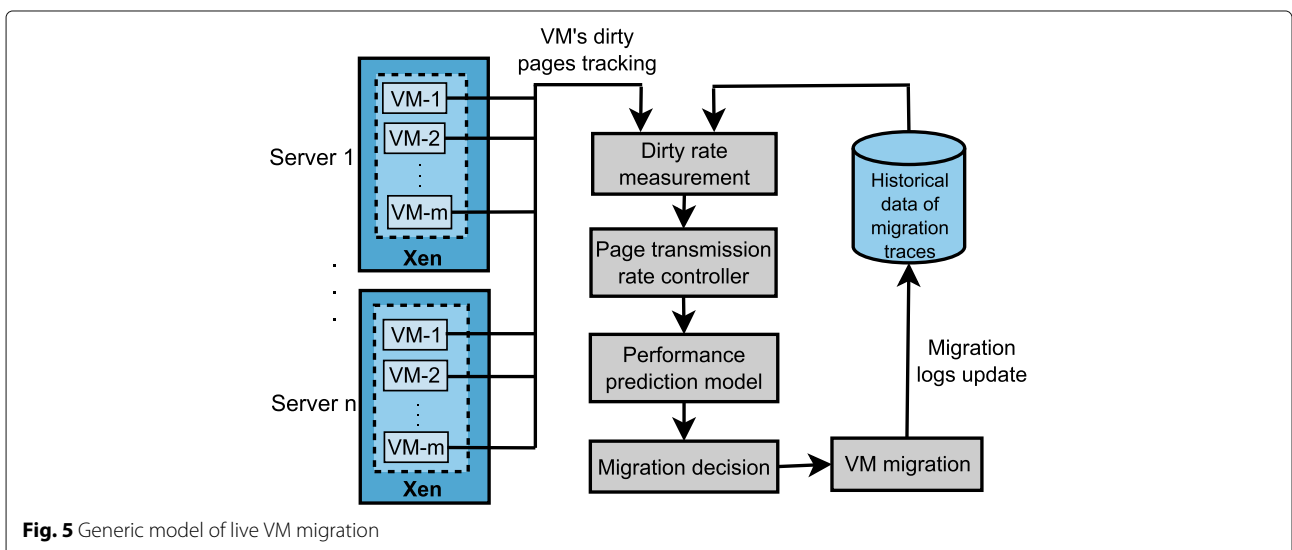 VM's dirty
pages tracking
Server 1
VM-1
VM-2
VM-m
Xen
Server n
VM-1
VM-2
VM-m
Xen
Dirty rate
measurement
Page transmission
rate controller
Performance
prediction model
Migration decision
VM migration
Migration
logs update
Historical
data of
migration
traces
Fig. 5 Generic model of live VM migration